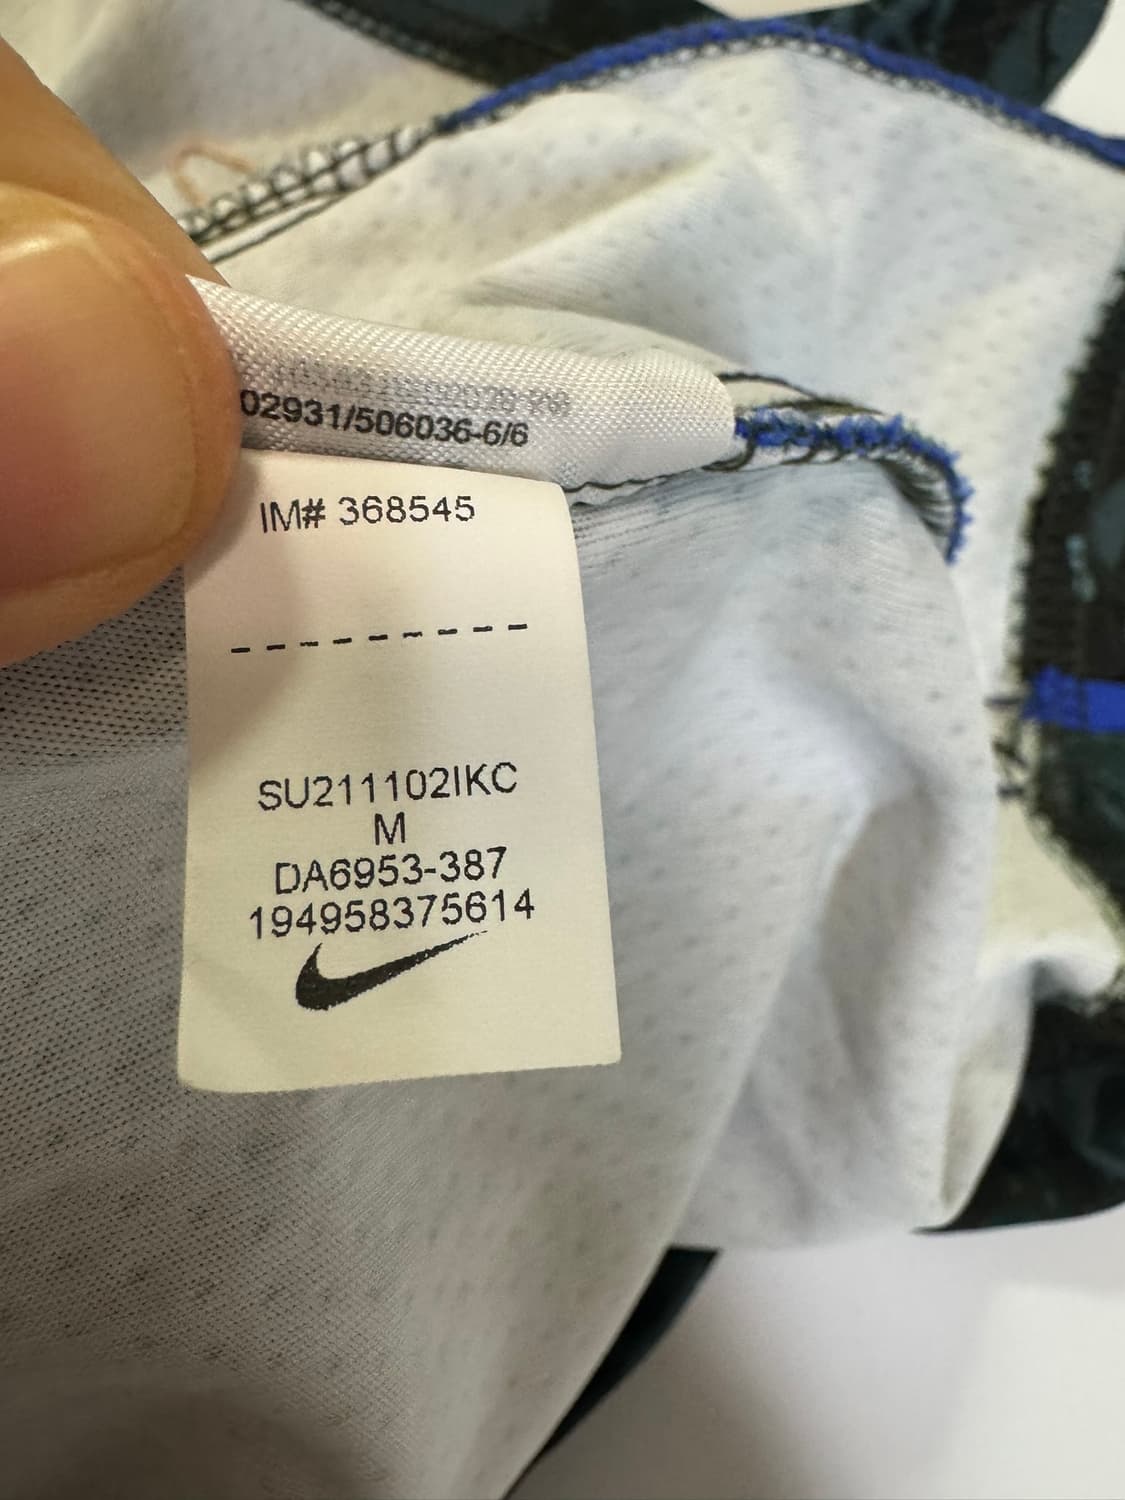 02931/506036-6/6
IM# 368545
---------
SU211102IKC
M
DA6953-387
194958375614